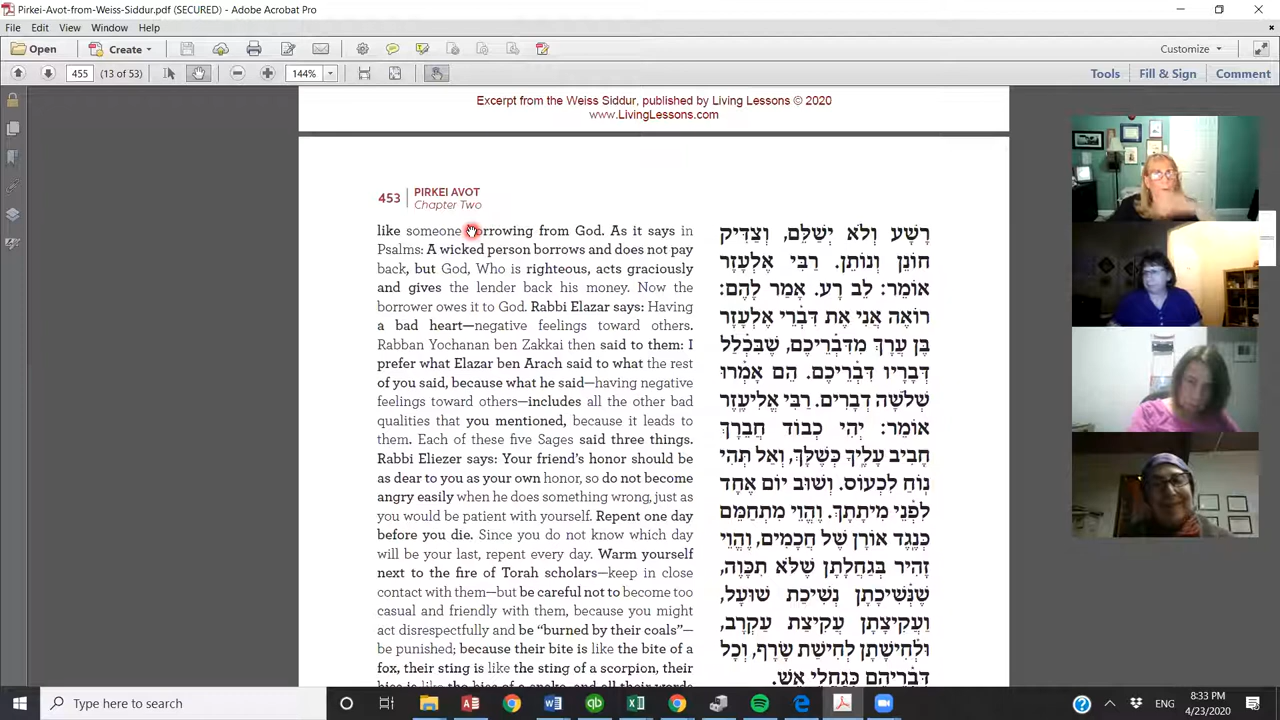 Pirkei-Avot-from-Weiss-Siddur.pdf (SECURED) - Adobe Acrobat Pro
File Edit View Window Help
Open Create Customize
455 (13 of 53) 144% Tools Fill & Sign Comment
Excerpt from the Weiss Siddur, published by Living Lessons © 2020
www.LivingLessons.com
453 PIRKEI AVOT
Chapter Two
like someone borrowing from God. As it says in
Psalms: A wicked person borrows and does not pay
back, but God, Who is righteous, acts graciously
and gives the lender back his money. Now the
borrower owes it to God. Rabbi Elazar says: Having
a bad heart—negative feelings toward others.
Rabban Yochanan ben Zakkai then said to them: I
prefer what Elazar ben Arach said to what the rest
of you said, because what he said—having negative
feelings toward others—includes all the other bad
qualities that you mentioned, because it leads to
them. Each of these five Sages said three things.
Rabbi Eliezer says: Your friend's honor should be
as dear to you as your own honor, so do not become
angry easily when he does something wrong, just as
you would be patient with yourself. Repent one day
before you die. Since you do not know which day
will be your last, repent every day. Warm yourself
next to the fire of Torah scholars—keep in close
contact with them—but be careful not to become too
casual and friendly with them, because you might
act disrespectfully and be “burned by their coals”—
be punished; because their bite is like the bite of a
fox, their sting is like the sting of a scorpion, their
רָשָׁע וְלֹא יְשַׁלֵּם, וְצַדִּיק
חוֹנֵן וְנוֹתֵן. רַבִּי אֶלְעָזָר
אוֹמֵר: לֵב רָע. אָמַר לָהֶם:
רוֹאֶה אֲנִי אֶת דִּבְרֵי אֶלְעָזָר
בֶּן עֲרָךְ מִדִּבְרֵיכֶם, שֶׁבִּכְלַל
דְּבָרָיו דִּבְרֵיכֶם. הֵם אָמְרוּ
שְׁלֹשָׁה דְבָרִים. רַבִּי אֱלִיעֶזֶר
אוֹמֵר: יְהִי כְבוֹד חֲבֵרָךְ
חָבִיב עָלֶיךָ כְּשֶׁלָּךְ, וְאַל תְּהִי
נוֹחַ לִכְעוֹס. וְשׁוּב יוֹם אֶחָד
לִפְנֵי מִיתָתָךְ. וֶהֱוֵי מִתְחַמֵּם
כְּנֶגֶד אוּרָן שֶׁל חֲכָמִים, וֶהֱוֵי
זָהִיר בְּגַחַלְתָּן שֶׁלֹּא תִכָּוֶה,
שֶׁנְּשִׁיכָתָן נְשִׁיכַת שׁוּעָל,
וַעֲקִיצָתָן עֲקִיצַת עַקְרָב,
וּלְחִישָׁתָן לְחִישַׁת שָׂרָף, וְכָל
דִּבְרֵיהֶם כְּגַחֲלֵי אֵשׁ.
Type here to search ENG 8:33 PM
4/23/2020